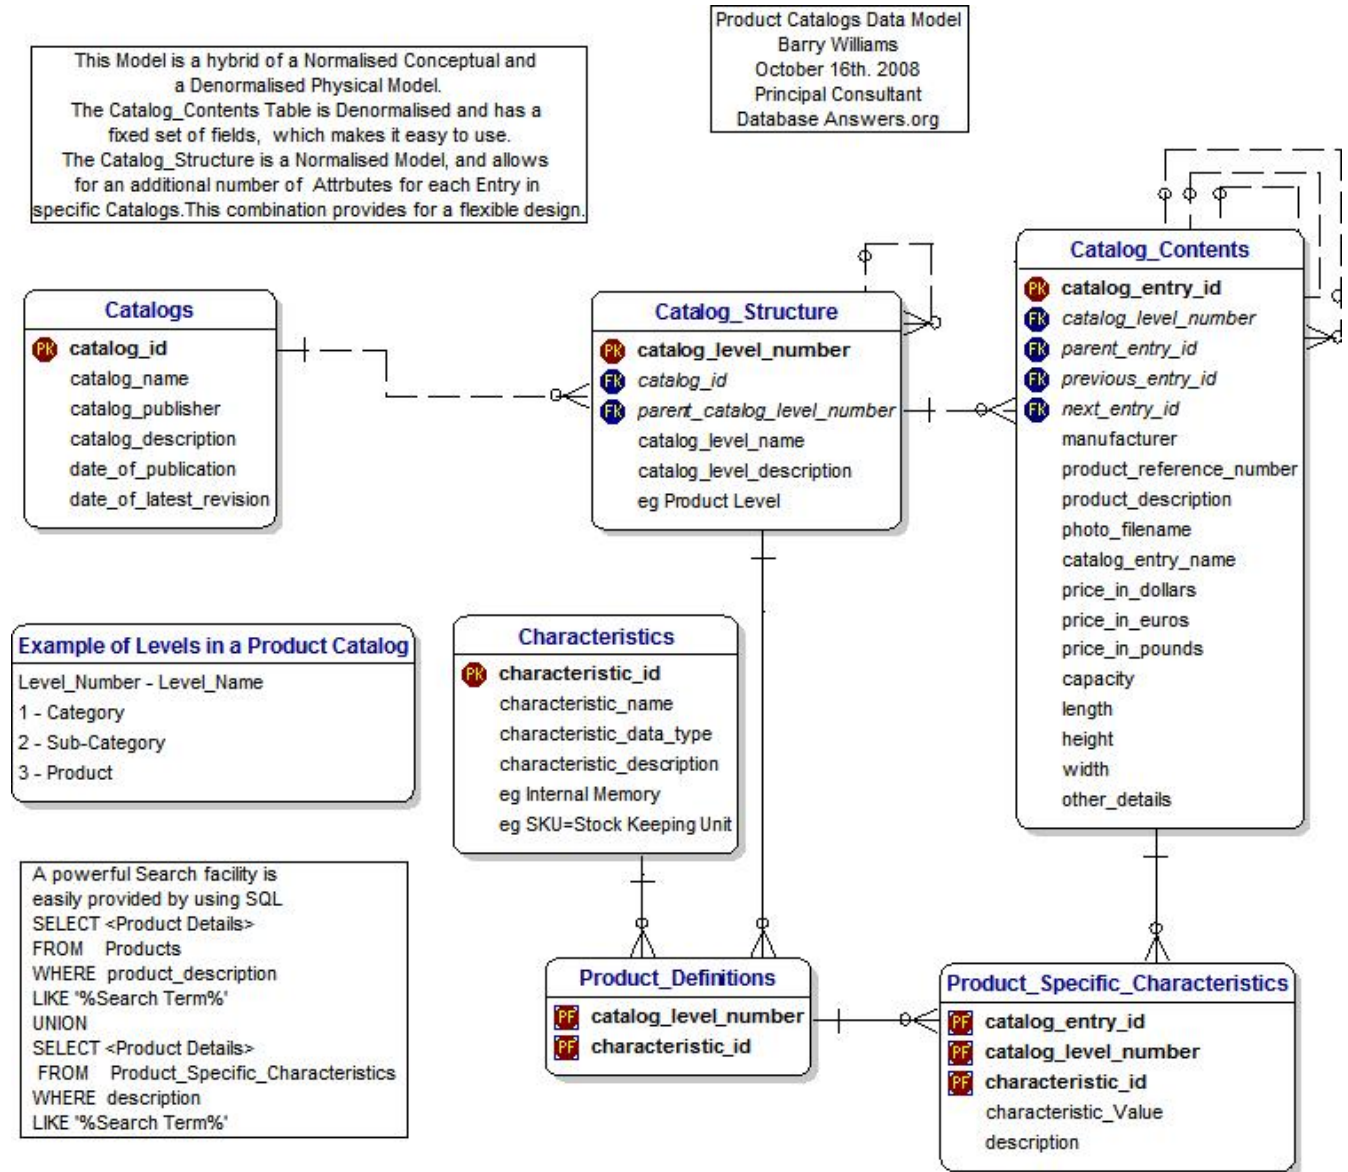 Product Catalogs Data Model
Barry Williams
October 16th. 2008
Principal Consultant
Database Answers.org
This Model is a hybrid of a Normalised Conceptual and
a Denormalised Physical Model.
The Catalog_Contents Table is Denormalised and has a
fixed set of fields, which makes it easy to use.
The Catalog_Structure is a Normalised Model, and allows
for an additional number of Attrbutes for each Entry in
specific Catalogs.This combination provides for a flexible design.
Catalogs
PK catalog_id
catalog_name
catalog_publisher
catalog_description
date_of_publication
date_of_latest_revision
Catalog_Structure
PK catalog_level_number
FK catalog_id
FK parent_catalog_level_number
catalog_level_name
catalog_level_description
eg Product Level
Catalog_Contents
PK catalog_entry_id
FK catalog_level_number
FK parent_entry_id
FK previous_entry_id
FK next_entry_id
manufacturer
product_reference_number
product_description
photo_filename
catalog_entry_name
price_in_dollars
price_in_euros
price_in_pounds
capacity
length
height
width
other_details
Example of Levels in a Product Catalog
Level_Number - Level_Name
1 - Category
2 - Sub-Category
3 - Product
Characteristics
PK characteristic_id
characteristic_name
characteristic_data_type
characteristic_description
eg Internal Memory
eg SKU=Stock Keeping Unit
A powerful Search facility is
easily provided by using SQL
SELECT <Product Details>
FROM Products
WHERE product_description
LIKE '%Search Term%'
UNION
SELECT <Product Details>
FROM Product_Specific_Characteristics
WHERE description
LIKE '%Search Term%'
Product_Definitions
PF catalog_level_number
PF characteristic_id
Product_Specific_Characteristics
PF catalog_entry_id
PF catalog_level_number
PF characteristic_id
characteristic_Value
description